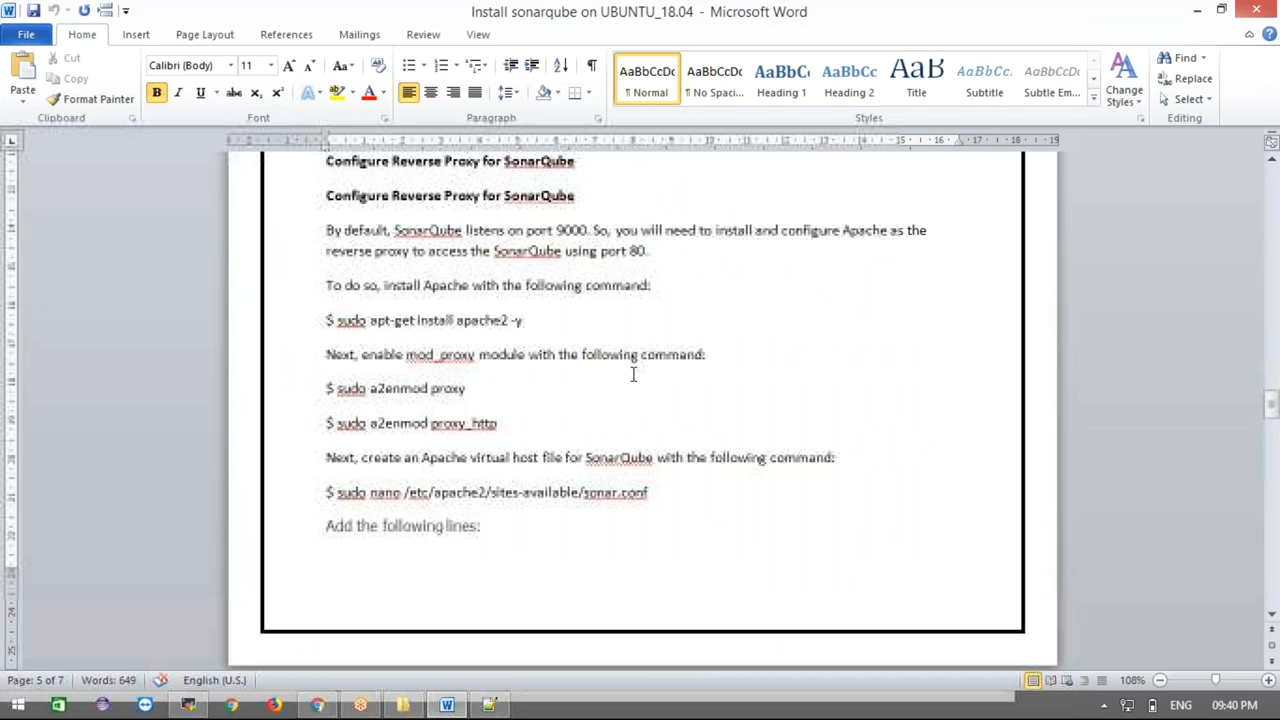 Install sonarqube on UBUNTU_18.04 - Microsoft Word
File Home Insert Page Layout References Mailings Review View
Paste
Cut
Copy
Format Painter
Clipboard
Calibri (Body) 11
Font
Paragraph
AaBbCcDc AaBbCcDc AaBbCc AaBbCc AaB AaBbCc. AaBbCcDc
¶ Normal ¶ No Spaci... Heading 1 Heading 2 Title Subtitle Subtle Em...
Styles
Change Styles
Find
Replace
Select
Editing
Configure Reverse Proxy for SonarQube
Configure Reverse Proxy for SonarQube
By default, SonarQube listens on port 9000. So, you will need to install and configure Apache as the
reverse proxy to access the SonarQube using port 80.
To do so, install Apache with the following command:
$ sudo apt-get install apache2 -y
Next, enable mod_proxy module with the following command:
$ sudo a2enmod proxy
$ sudo a2enmod proxy_http
Next, create an Apache virtual host file for SonarQube with the following command:
$ sudo nano /etc/apache2/sites-available/sonar.conf
Add the following lines:
Page: 5 of 7 Words: 649 English (U.S.) 108%
ENG 09:40 PM